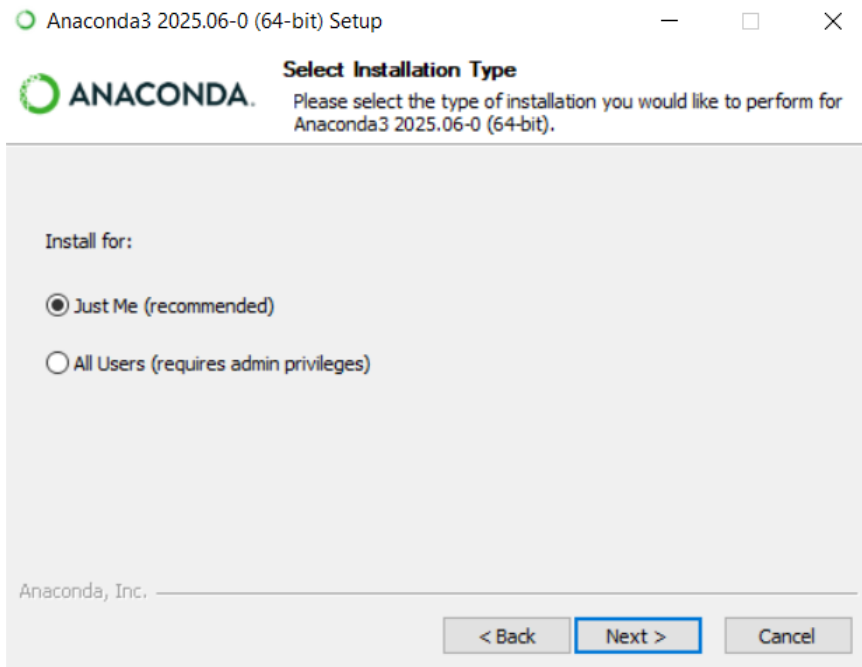 Anaconda3 2025.06-0 (64-bit) Setup
ANACONDA.
Select Installation Type
Please select the type of installation you would like to perform for
Anaconda3 2025.06-0 (64-bit).
Install for:
Just Me (recommended)
All Users (requires admin privileges)
Anaconda, Inc.
< Back
Next >
Cancel